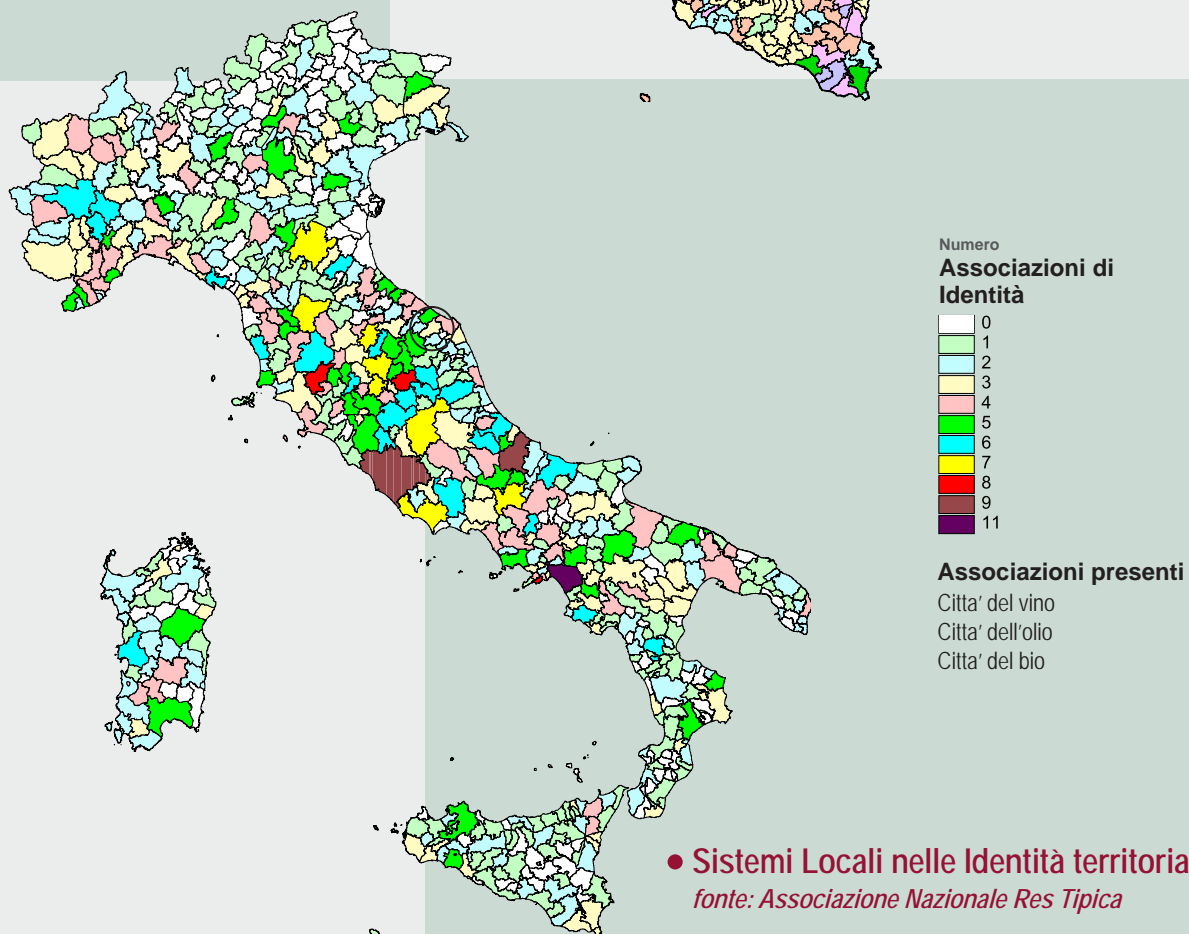 Numero
Associazioni di
Identità
0
1
2
3
4
5
6
7
8
9
11
Associazioni presenti
Citta' del vino
Citta' dell'olio
Citta' del bio
• Sistemi Locali nelle Identità territoria
fonte: Associazione Nazionale Res Tipica